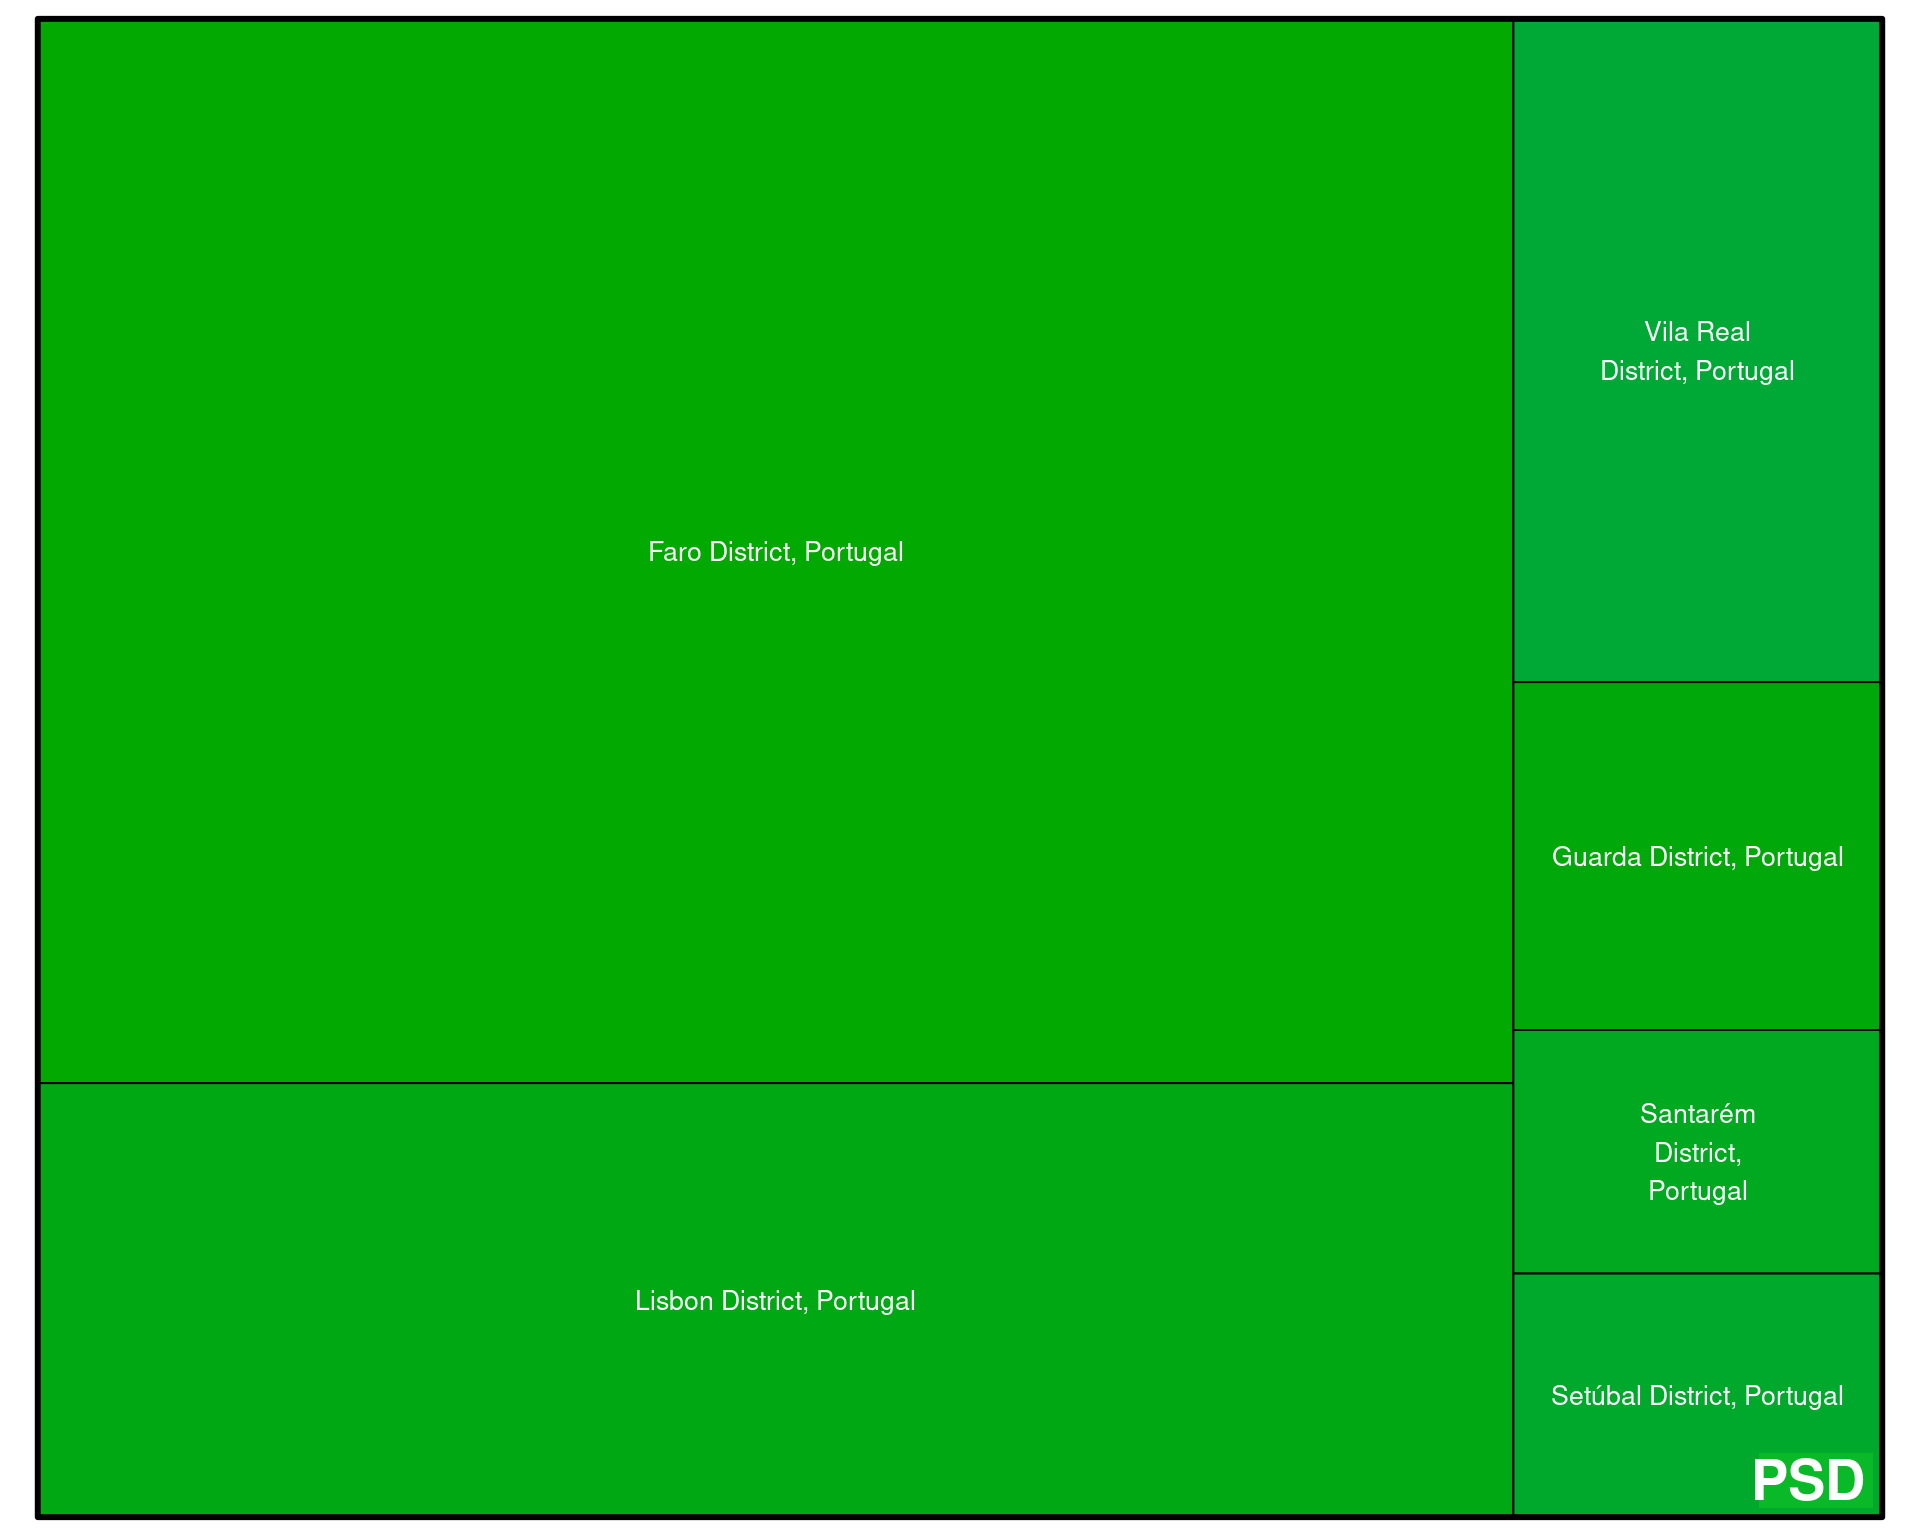 Faro District, Portugal
Lisbon District, Portugal
Vila Real
District, Portugal
Guarda District, Portugal
Santarém
District,
Portugal
Setúbal District, Portugal
PSD